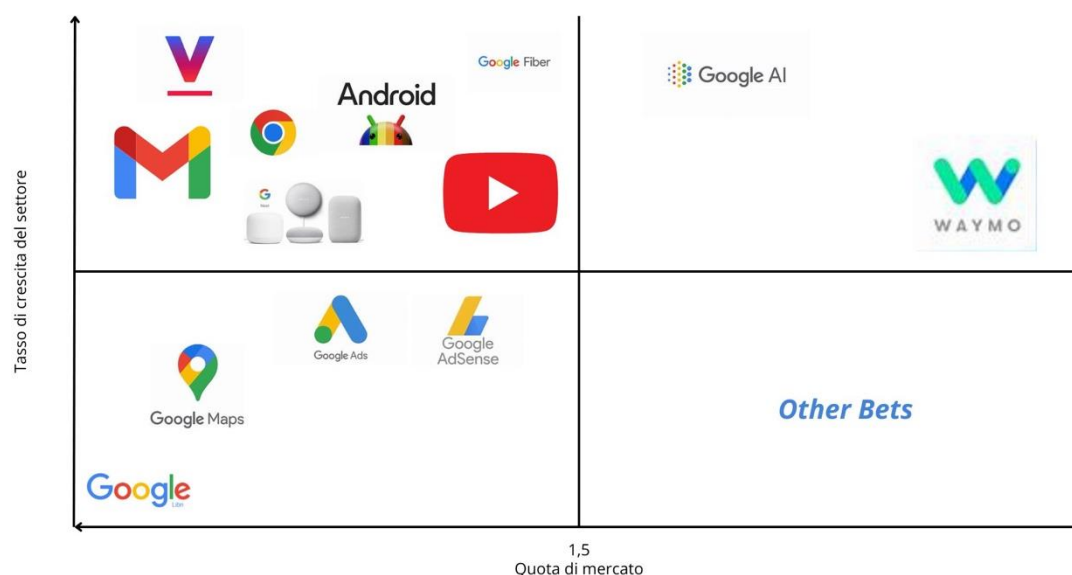 Tasso di crescita del settore
Google Fiber
Android
Google AI
WAYMO
Google Ads
Google
AdSense
Google Maps
Other Bets
Google
Libri
1,5
Quota di mercato